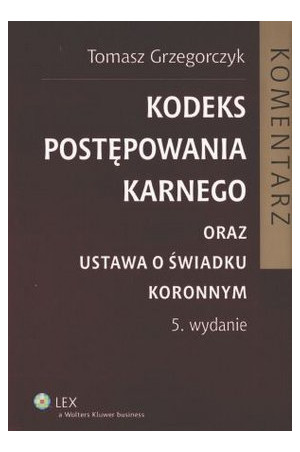 Tomasz Grzegorczyk
KOMENTARZ
KODEKS
POSTĘPOWANIA
KARNEGO
ORAZ
USTAWA O ŚWIADKU
KORONNYM
5. wydanie
LEX
a Wolters Kluwer business